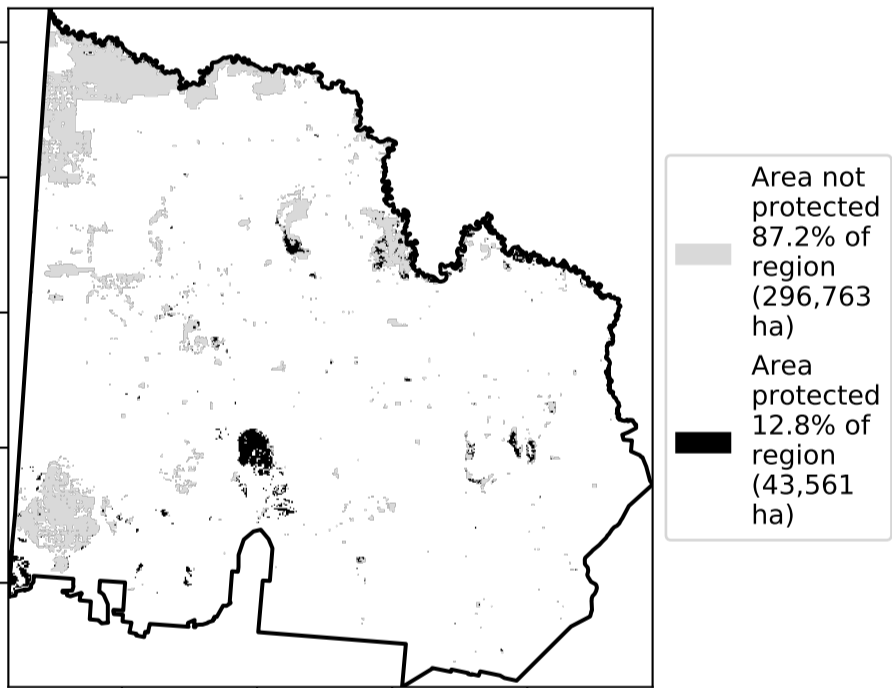 Area not
protected
87.2% of
region
(296,763
ha)
Area
protected
12.8% of
region
(43,561
ha)